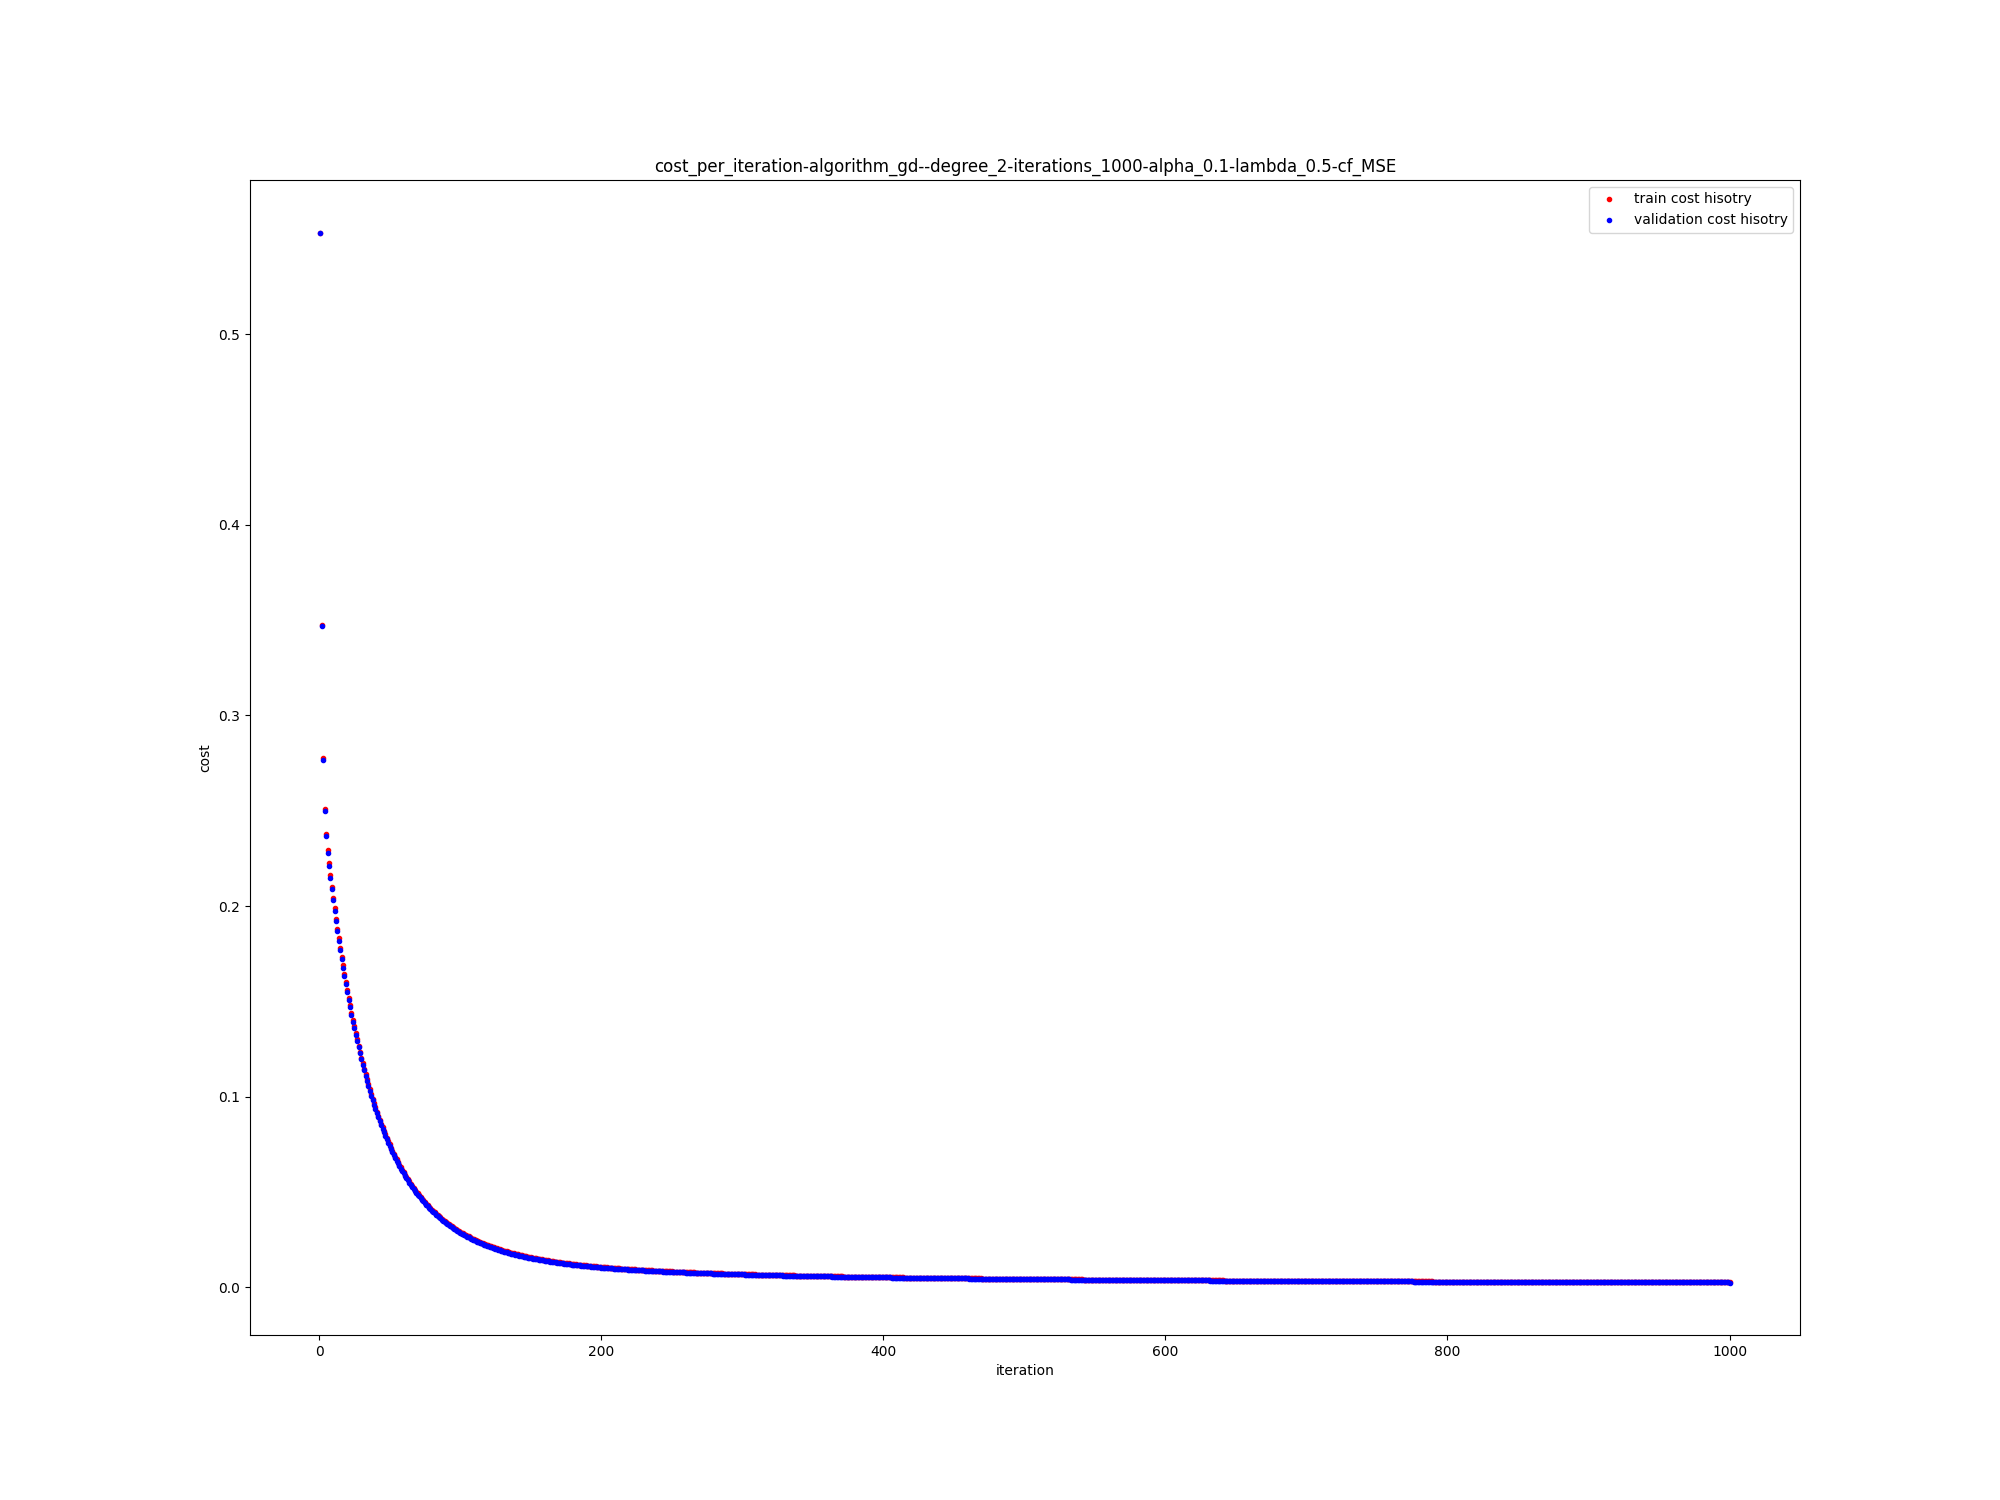 cost_per_iteration-algorithm_gd--degree_2-iterations_1000-alpha_0.1-lambda_0.5-cf_MSE
train cost hisotry
validation cost hisotry
0.5
0.4
0.3
0.2
0.1
0.0
cost
0 200 400 600 800 1000
iteration